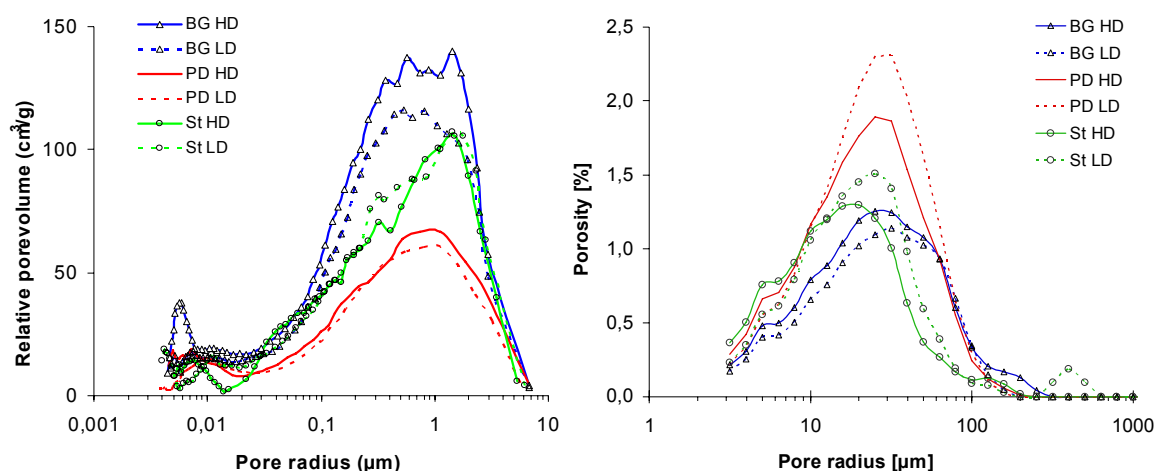 150
100
50
0
0,001
0,01
0,1
1
10
Relative porevolume (cm³/g)
Pore radius (µm)
BG HD
BG LD
PD HD
PD LD
St HD
St LD
2,5
2,0
1,5
1,0
0,5
0,0
1
10
100
1000
Porosity [%]
Pore radius [µm]
BG HD
BG LD
PD HD
PD LD
St HD
St LD